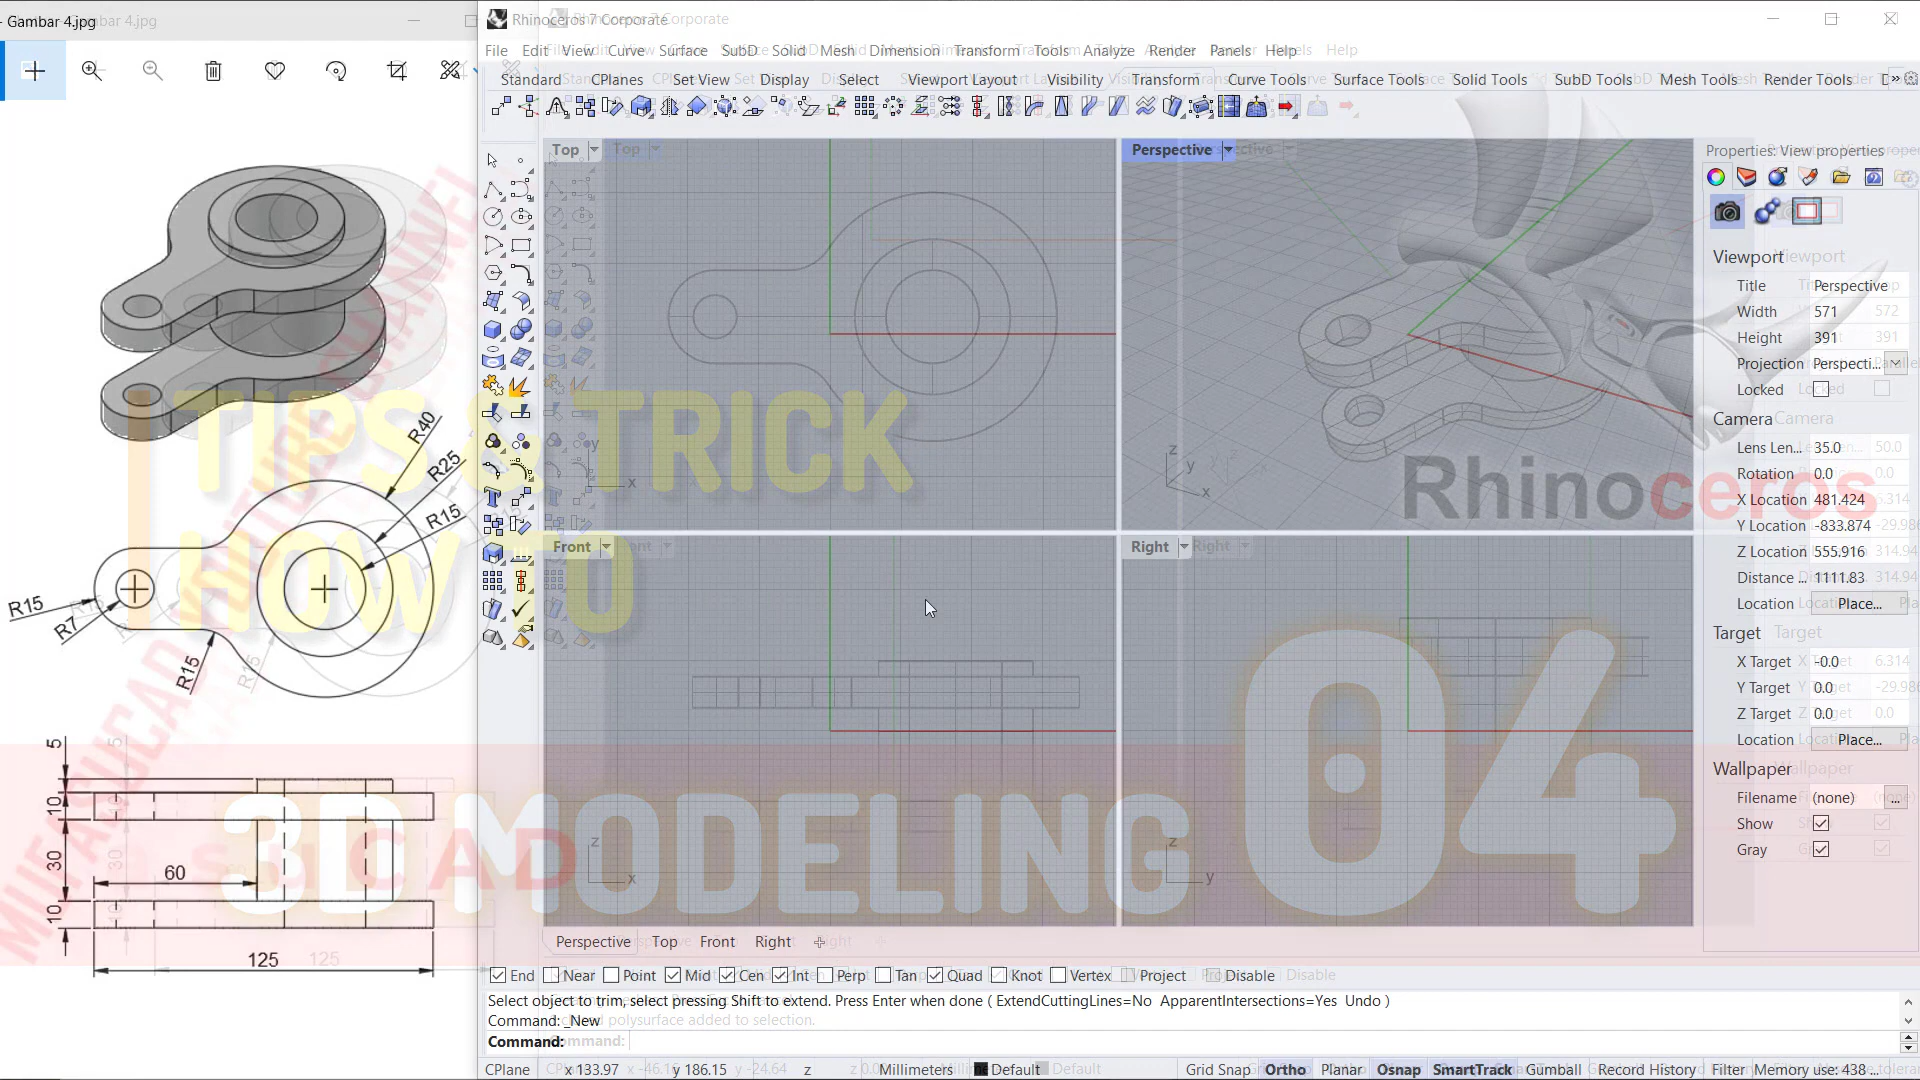 Gambar 4.jpg
Rhinoceros 7 Corporate
File Edit View Curve Surface SubD Solid Mesh Dimension Transform Tools Analyze Render Panels Help
Standard CPlanes Set View Display Select Viewport Layout Visibility Transform Curve Tools Surface Tools Solid Tools SubD Tools Mesh Tools Render Tools
Top
Perspective
Properties: View properties
Viewport
Title Perspective
Width 571
Height 391
Projection Perspecti...
Locked
Camera
Lens Len... 35.0
Rotation 0.0
X Location 481.424
Y Location -833.874
Z Location 555.916
Distance ... 1111.83
Location Place...
Target
X Target -0.0
Y Target 0.0
Z Target 0.0
Location Place...
Wallpaper
Filename (none) ...
Show
Gray
TIPS & TRICK
HOW TO
3D MODELING 04
Rhinoceros
MUFASUCAD
CAD
R40
R25
R15
R15
R7
R15
5
10
30
10
60
125
y
x
z
y
x
Front
Right
z
x
z
y
Perspective Top Front Right
End Near Point Mid Cen Int Perp Tan Quad Knot Vertex Project Disable
Select object to trim, select pressing Shift to extend. Press Enter when done ( ExtendCuttingLines=No ApparentIntersections=Yes Undo )
Command: _New
polysurface added to selection.
Command:
CPlane x 133.97 y 186.15 z Millimeters Default Grid Snap Ortho Planar Osnap SmartTrack Gumball Record History Filter Memory use: 438 ...